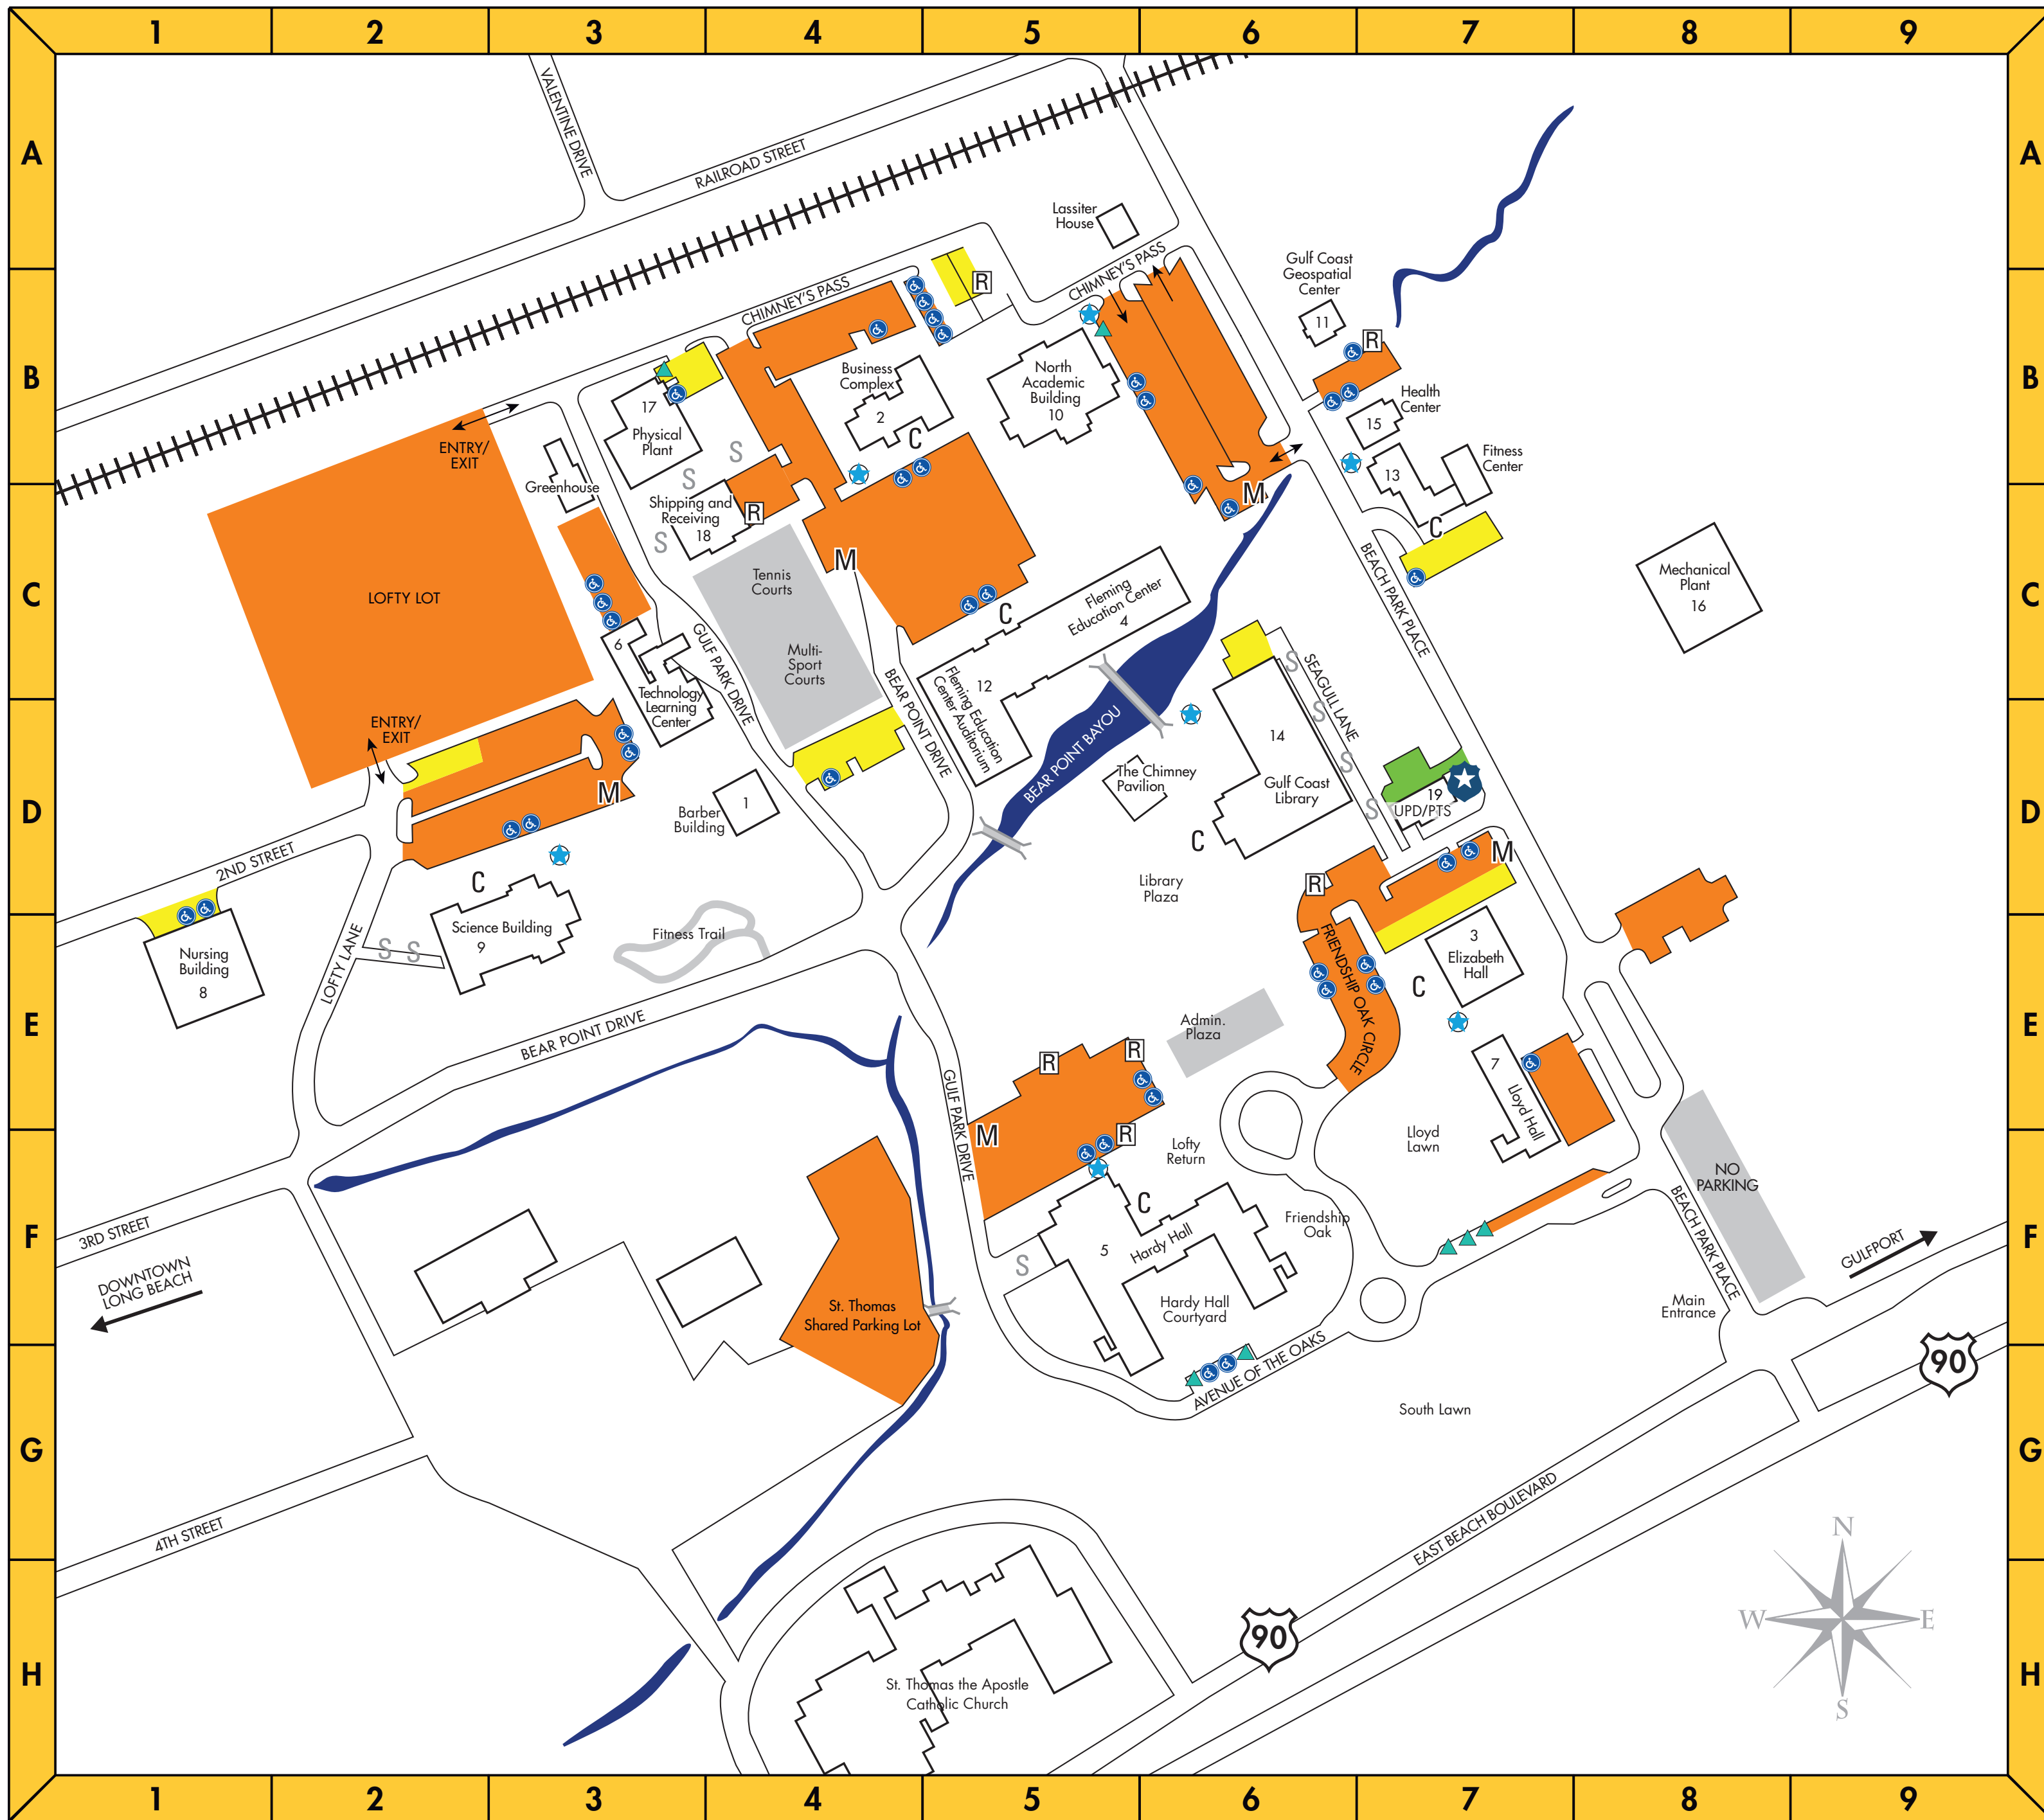 1 2 3 4 5 6 7 8 9
A
A
VALENTINE DRIVE
RAILROAD STREET
Lassiter
House
CHIMNEY'S PASS
Gulf Coast
Geospatial
Center
11
R
CHIMNEY'S PASS
R
B
B
Business
Complex
2
C
North
Academic
Building
10
Health
Center
15
Fitness
Center
13
17
Physical
Plant
S
S
ENTRY/
EXIT
Greenhouse
Shipping and
Receiving
18
R
S
M
M
C
C
C
LOFTY LOT
Tennis
Courts
Multi-
Sport
Courts
C
Fleming
Education Center
4
BEACH PARK PLACE
Mechanical
Plant
16
6
Technology
Learning
Center
GULF PARK DRIVE
BEAR POINT DRIVE
12
Fleming Education
Center Auditorium
S
SEAGULL LANE
S
S
S
14
Gulf Coast
Library
ENTRY/
EXIT
M
D
D
Barber
Building
1
BEAR POINT BAYOU
The Chimney
Pavilion
C
19
UPD/PTS
M
R
2ND STREET
C
Library
Plaza
Nursing
Building
8
LOFTY LANE
S
S
Science Building
9
Fitness Trail
3
Elizabeth
Hall
C
FRIENDSHIP OAK CIRCLE
E
E
BEAR POINT DRIVE
Admin.
Plaza
R
R
R
M
GULF PARK DRIVE
7
Lloyd Hall
Lloyd
Lawn
Lofty
Return
NO
PARKING
3RD STREET
F
F
DOWNTOWN
LONG BEACH
C
5
Hardy Hall
S
Friendship
Oak
BEACH PARK PLACE
GULFPORT
Main
Entrance
St. Thomas
Shared Parking Lot
Hardy Hall
Courtyard
AVENUE OF THE OAKS
90
South Lawn
G
G
4TH STREET
EAST BEACH BOULEVARD
N
W
E
S
90
H
H
St. Thomas the Apostle
Catholic Church
1 2 3 4 5 6 7 8 9